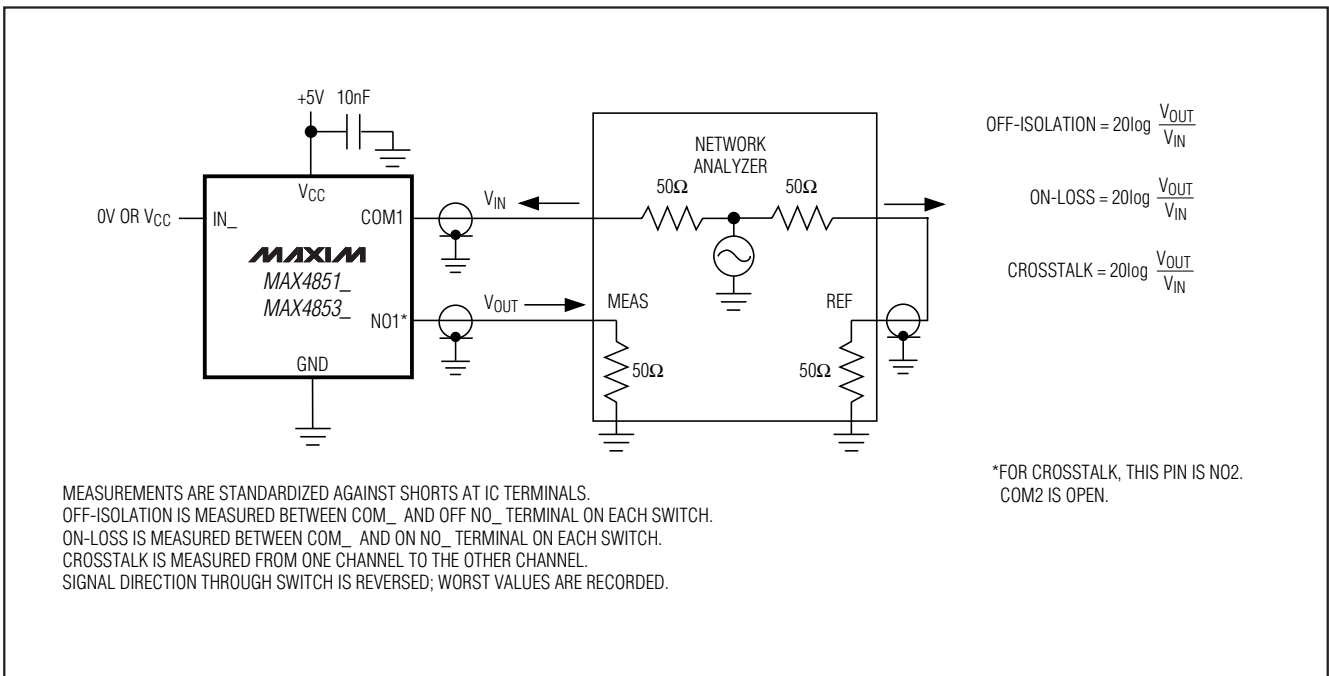 +5V 10nF
VCC
0V OR VCC
IN_
COM1
MAXIM
MAX4851_
MAX4853_
NO1*
GND
VIN
VOUT
NETWORK
ANALYZER
50Ω 50Ω
MEAS REF
50Ω 50Ω
OFF-ISOLATION = 20log VOUT/VIN
ON-LOSS = 20log VOUT/VIN
CROSSTALK = 20log VOUT/VIN
*FOR CROSSTALK, THIS PIN IS NO2.
COM2 IS OPEN.
MEASUREMENTS ARE STANDARDIZED AGAINST SHORTS AT IC TERMINALS.
OFF-ISOLATION IS MEASURED BETWEEN COM_ AND OFF NO_ TERMINAL ON EACH SWITCH.
ON-LOSS IS MEASURED BETWEEN COM_ AND ON NO_ TERMINAL ON EACH SWITCH.
CROSSTALK IS MEASURED FROM ONE CHANNEL TO THE OTHER CHANNEL.
SIGNAL DIRECTION THROUGH SWITCH IS REVERSED; WORST VALUES ARE RECORDED.